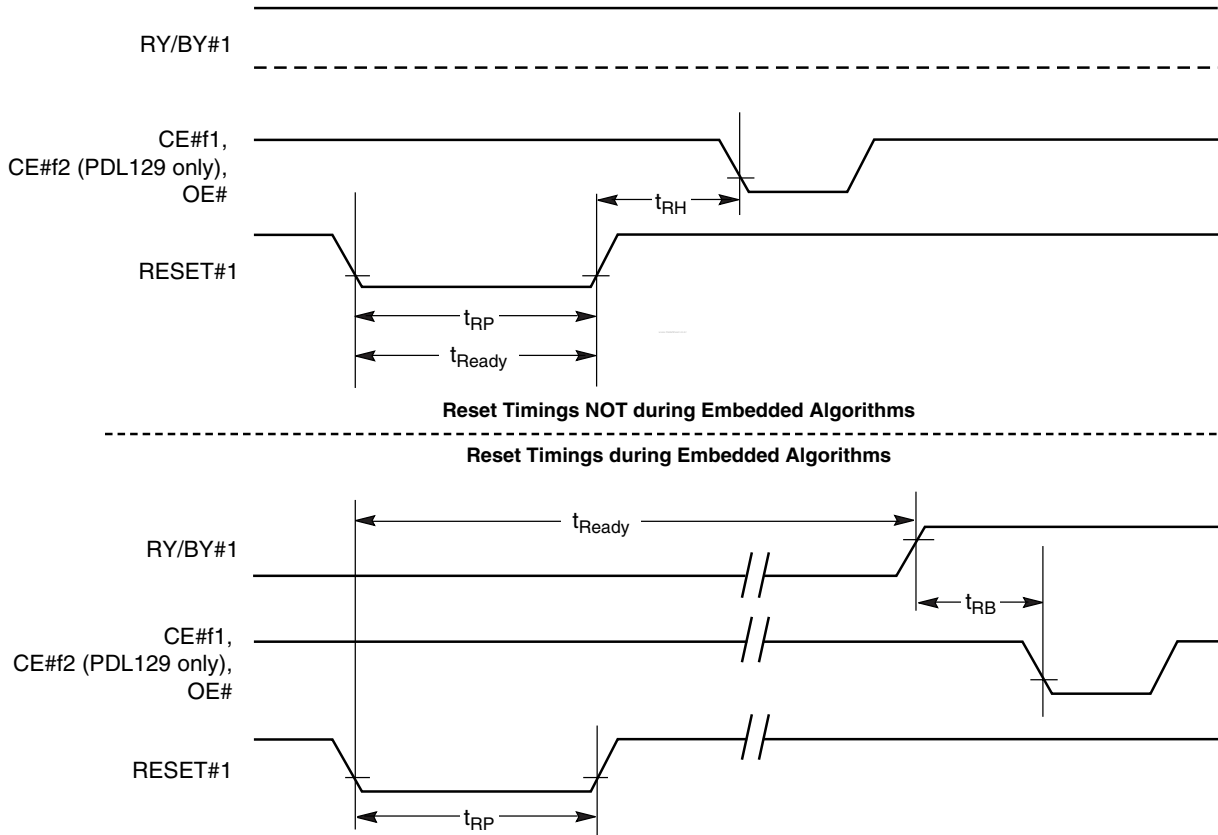 RY/BY#1
CE#f1,
CE#f2 (PDL129 only),
OE#
tRH
RESET#1
tRP
tReady
Reset Timings NOT during Embedded Algorithms
Reset Timings during Embedded Algorithms
tReady
RY/BY#1
tRB
CE#f1,
CE#f2 (PDL129 only),
OE#
RESET#1
tRP